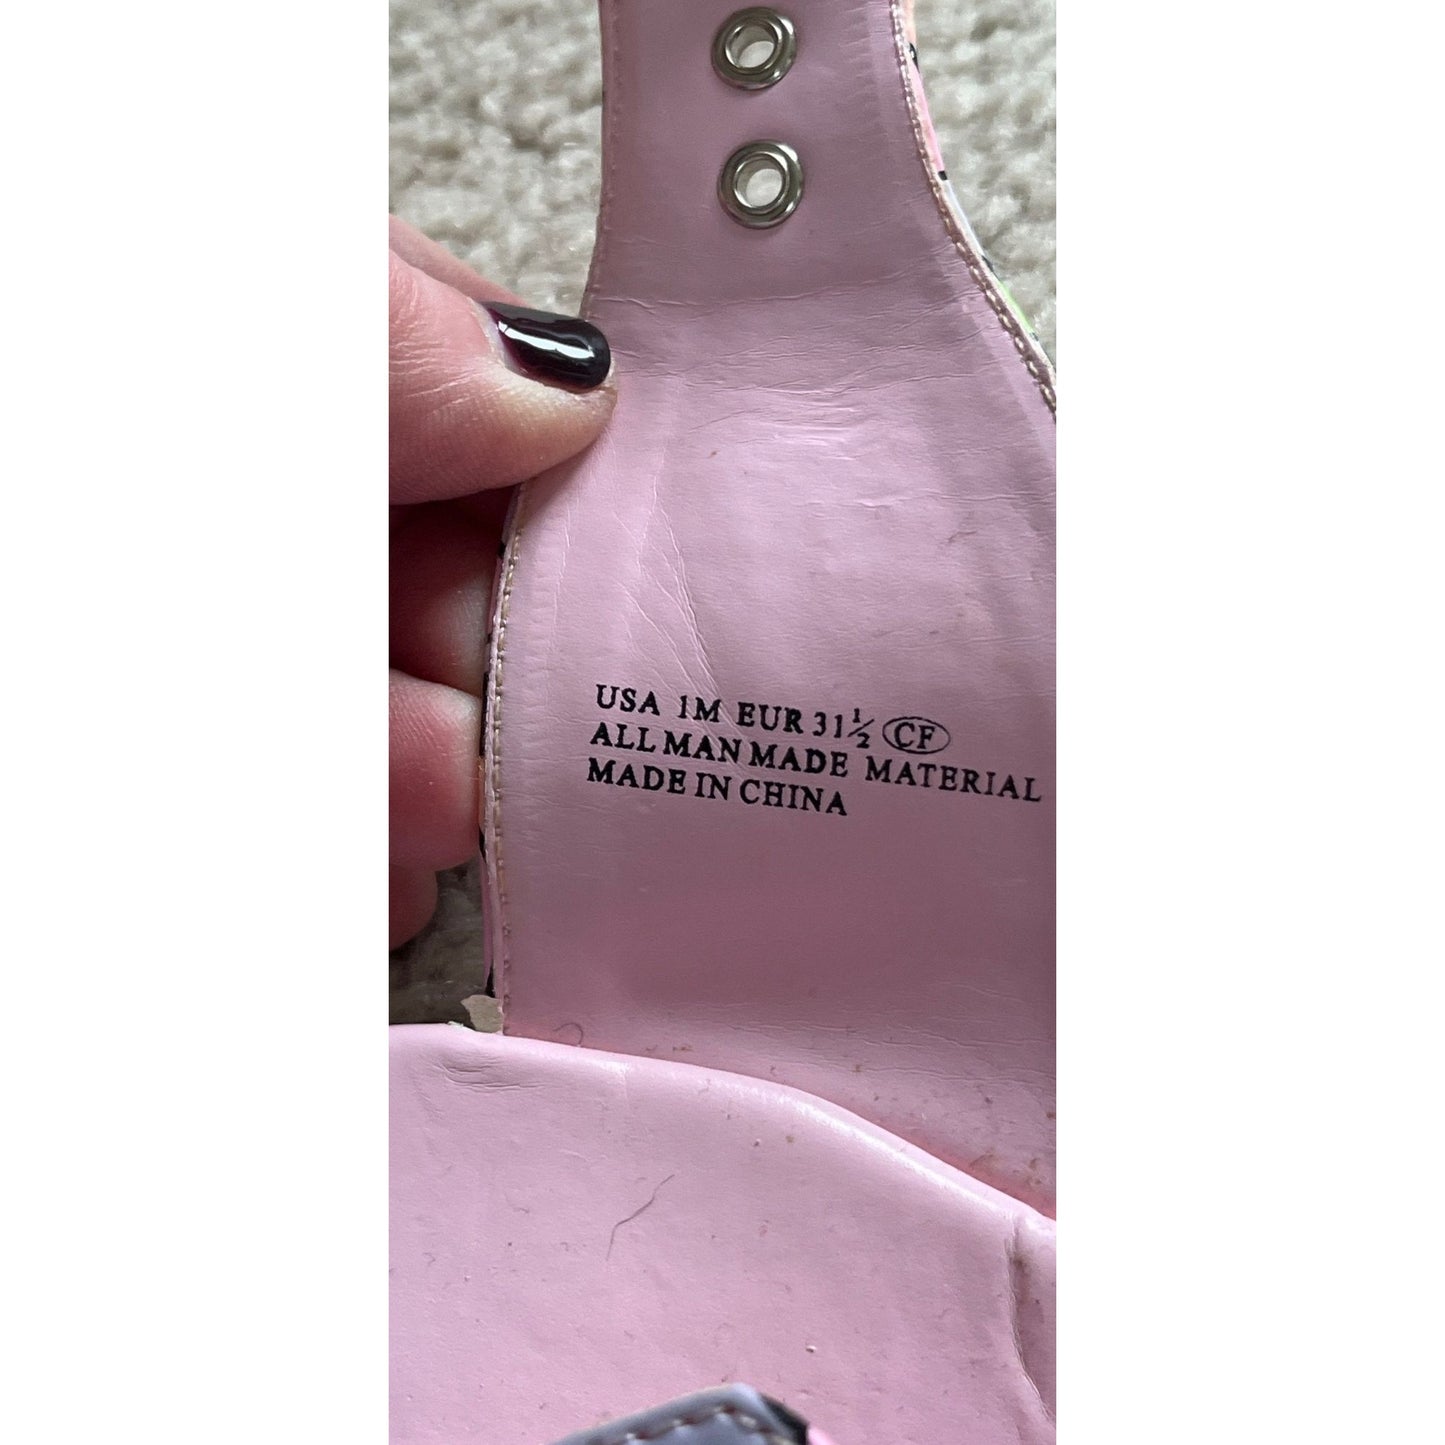 USA 1M EUR 31½ CF
ALL MAN MADE MATERIAL
MADE IN CHINA